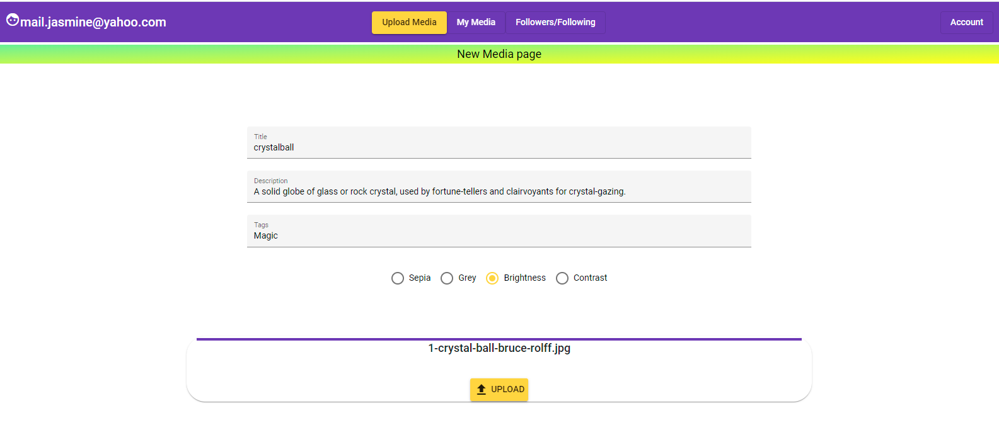 mail.jasmine@yahoo.com
Upload Media
My Media
Followers/Following
Account
New Media page
Title
crystalball
Description
A solid globe of glass or rock crystal, used by fortune-tellers and clairvoyants for crystal-gazing.
Tags
Magic
Sepia
Grey
Brightness
Contrast
1-crystal-ball-bruce-rolff.jpg
UPLOAD